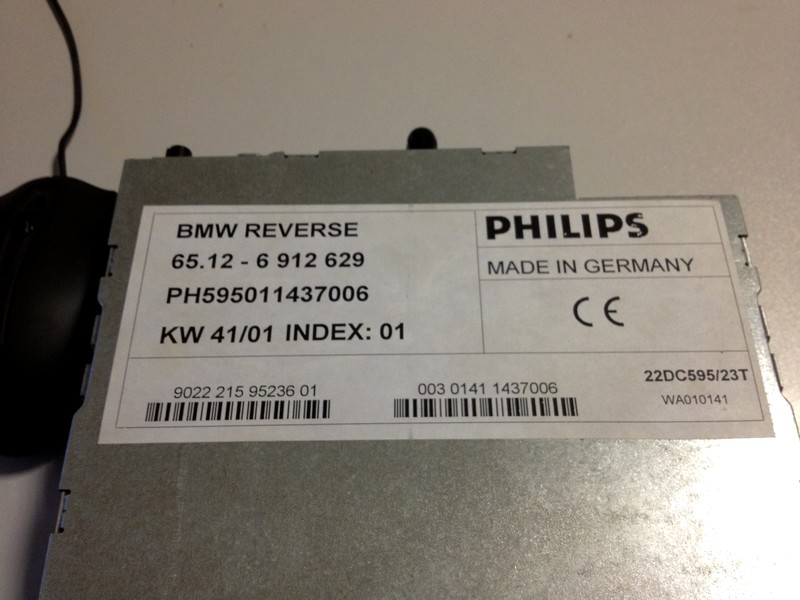 BMW REVERSE
65.12 - 6 912 629
PH595011437006
KW 41/01 INDEX: 01
PHILIPS
MADE IN GERMANY
CE
9022 215 95236 01
003 0141 1437006
22DC595/23T
WA010141